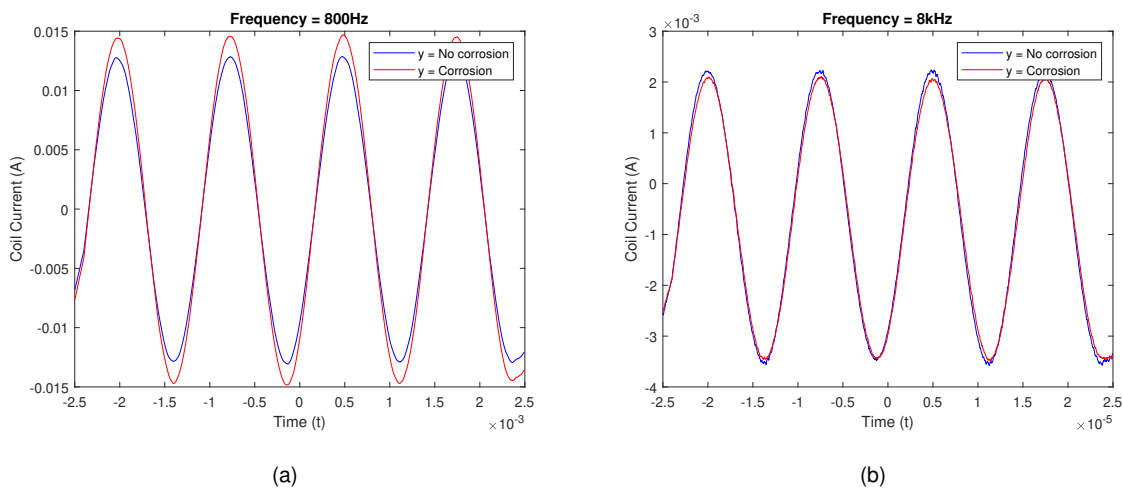 Frequency = 800Hz
0.015
0.01
0.005
0
-0.005
-0.01
-0.015
Coil Current (A)
y = No corrosion
y = Corrosion
-2.5 -2 -1.5 -1 -0.5 0 0.5 1 1.5 2 2.5
Time (t)
×10⁻³
(a)
Frequency = 8kHz
×10⁻³
3
2
1
0
-1
-2
-3
-4
Coil Current (A)
y = No corrosion
y = Corrosion
-2.5 -2 -1.5 -1 -0.5 0 0.5 1 1.5 2 2.5
Time (t)
×10⁻⁵
(b)